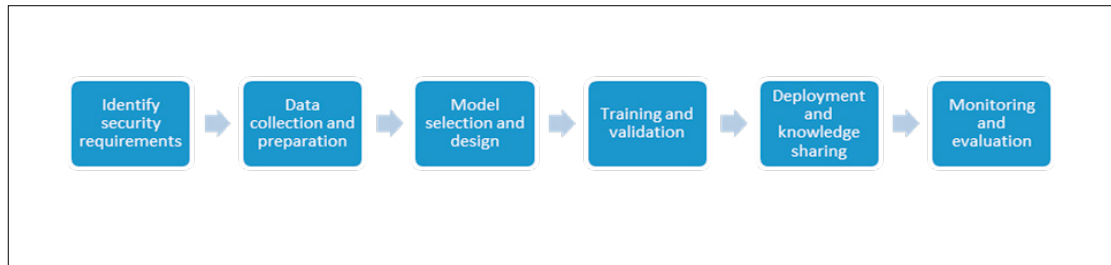 Identify
security
requirements
Data
collection and
preparation
Model
selection and
design
Training and
validation
Deployment
and
knowledge
sharing
Monitoring
and
evaluation